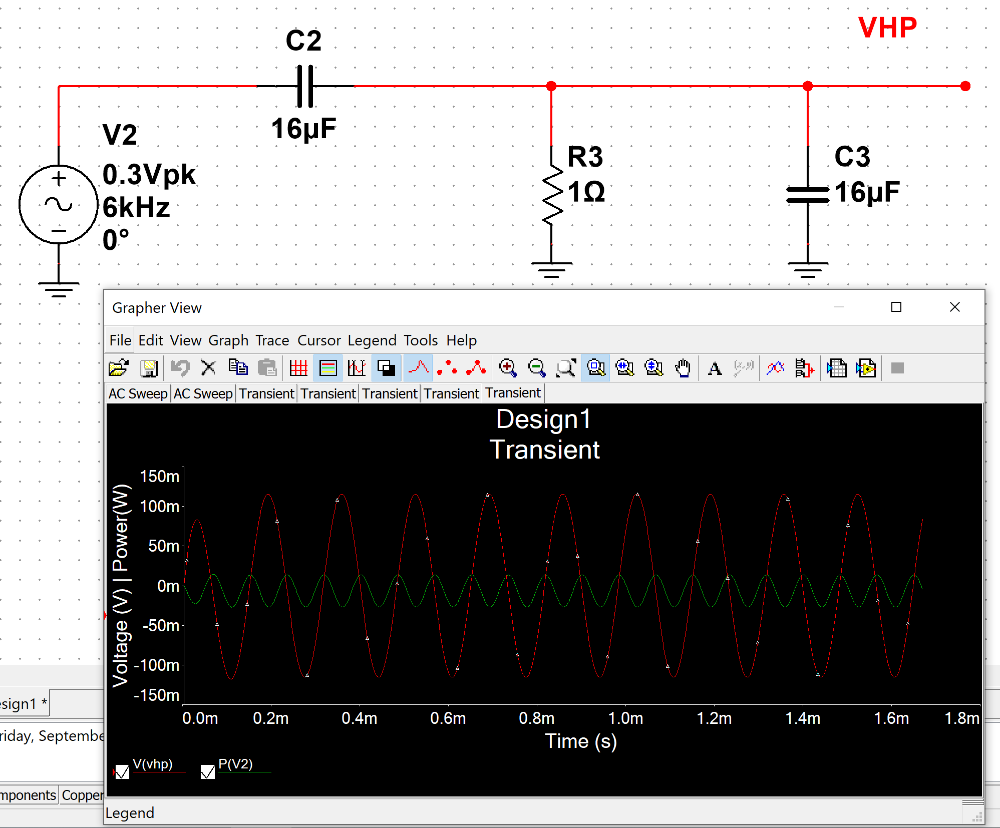 VHP
C2
16µF
V2
0.3Vpk
6kHz
0°
R3
1Ω
C3
16µF
Grapher View
File Edit View Graph Trace Cursor Legend Tools Help
AC Sweep AC Sweep Transient Transient Transient Transient Transient
Design1
Transient
Voltage (V) | Power(W)
150m
100m
50m
0m
-50m
-100m
-150m
0.0m 0.2m 0.4m 0.6m 0.8m 1.0m 1.2m 1.4m 1.6m 1.8m
Time (s)
V(vhp) P(V2)
Legend
esign1 *
riday, Septembe
mponents Copper